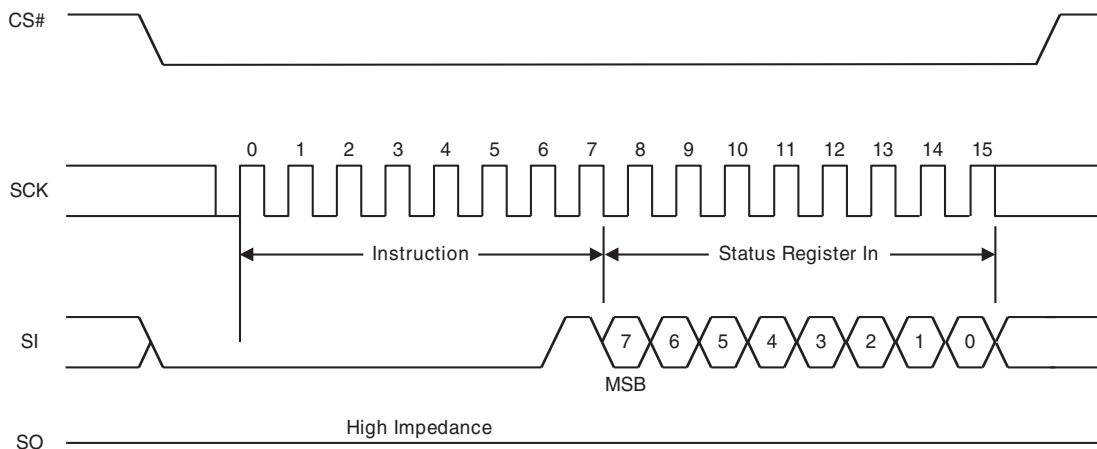 CS#
0 1 2 3 4 5 6 7 8 9 10 11 12 13 14 15
SCK
Instruction Status Register In
SI 7 6 5 4 3 2 1 0
MSB
High Impedance
SO